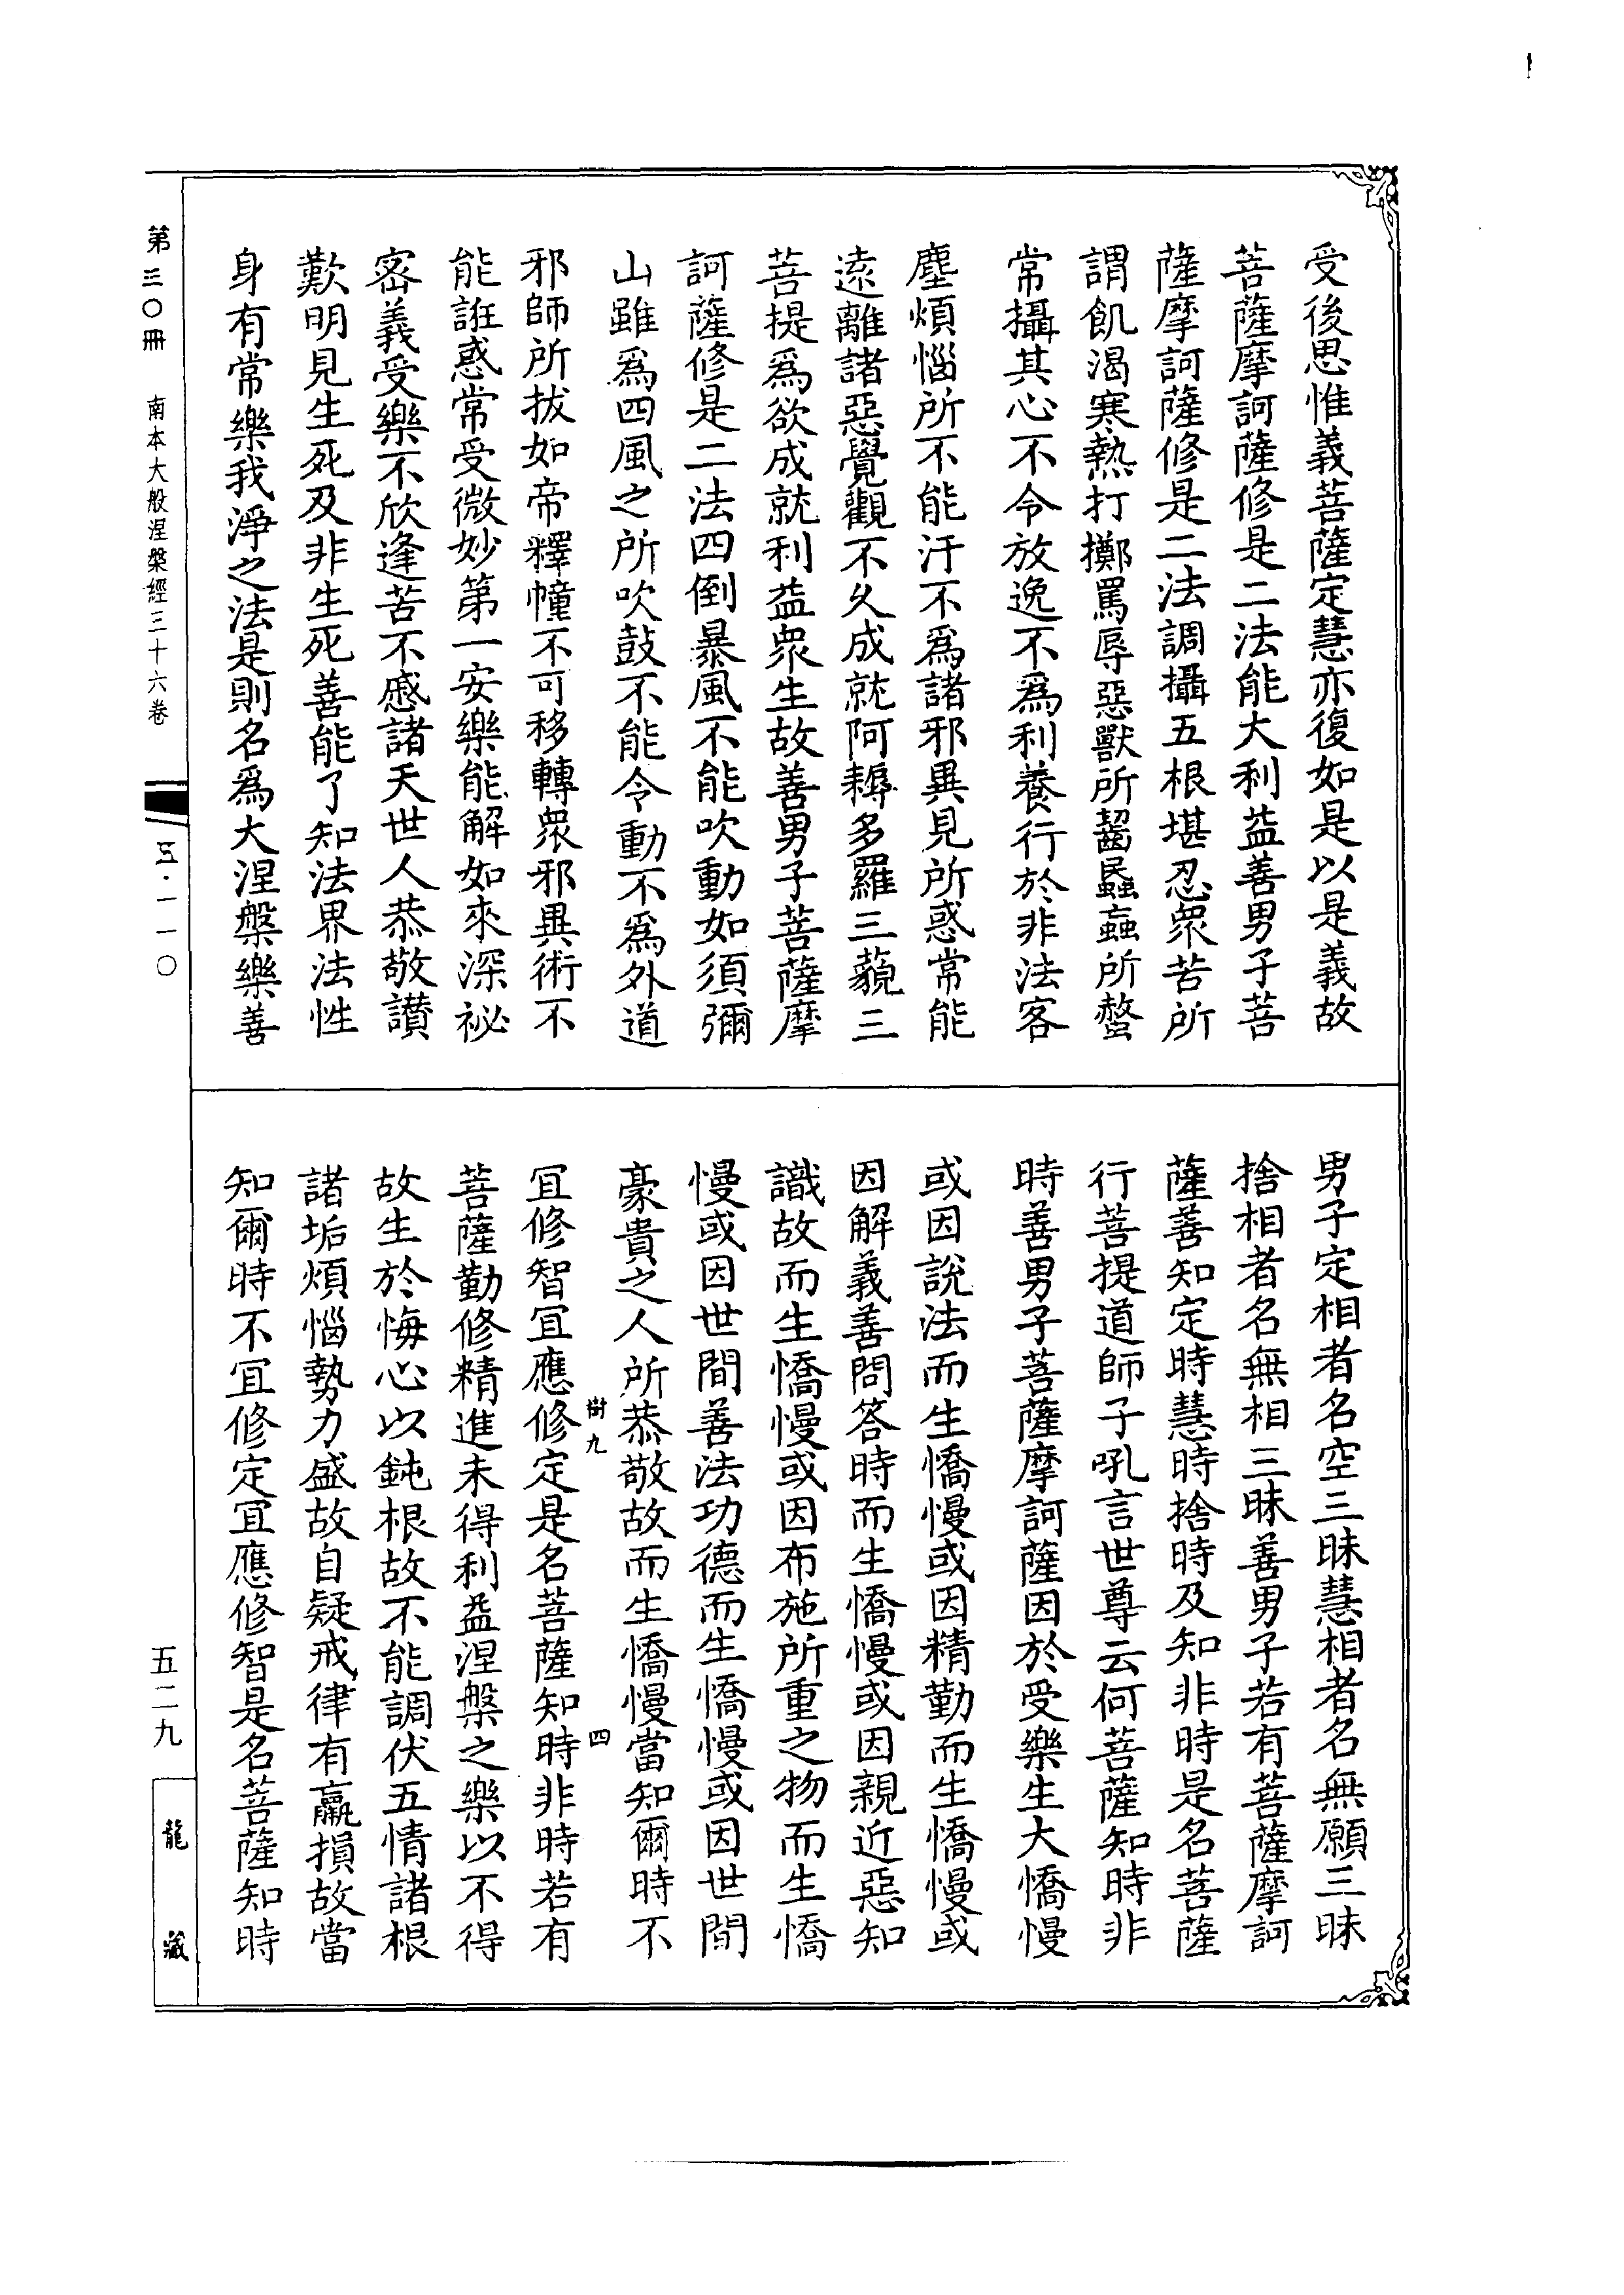 受後思惟義菩薩定慧亦復如是以是義故
菩薩摩訶薩修是二法能大利益善男子菩
薩摩訶薩修是二法調攝五根堪忍衆苦所
謂飢渴寒熱打擲罵辱惡獸所齧蟁蝱所螫
常攝其心不令放逸不爲利養行於非法客
塵煩惱所不能汙不爲諸邪異見所惑常能
遠離諸惡覺觀不久成就阿耨多羅三藐三
菩提爲欲成就利益衆生故善男子菩薩摩
訶薩修是二法四倒暴風不能吹動如須彌
山雖爲四風之所吹鼓不能令動不爲外道
邪師所拔如帝釋幢不可移轉衆邪異術不
能誑惑常受微妙第一安樂能解如來深祕
密義受樂不欣逢苦不慼諸天世人恭敬讃
歎明見生死及非生死善能了知法界法性
身有常樂我淨之法是則名爲大涅槃樂善
男子定相者名空三昧慧相者名無願三昧
捨相者名無相三昧善男子若有菩薩摩訶
薩善知定時慧時捨時及知非時是名菩薩
行菩提道師子吼言世尊云何菩薩知時非
時善男子菩薩摩訶薩因於受樂生大憍慢
或因說法而生憍慢或因精勤而生憍慢或
因解義善問答時而生憍慢或因親近惡知
識故而生憍慢或因布施所重之物而生憍
慢或因世間善法功德而生憍慢或因世間
豪貴之人所恭敬故而生憍慢當知爾時不
樹九
四
宜修智宜應修定是名菩薩知時非時若有
菩薩勤修精進未得利益涅槃之樂以不得
故生於悔心以鈍根故不能調伏五情諸根
諸垢煩惱勢力盛故自疑戒律有羸損故當
知爾時不宜修定宜應修智是名菩薩知時
第三〇冊
南本大般涅槃經三十六卷
五·一一〇
五二九
龍藏